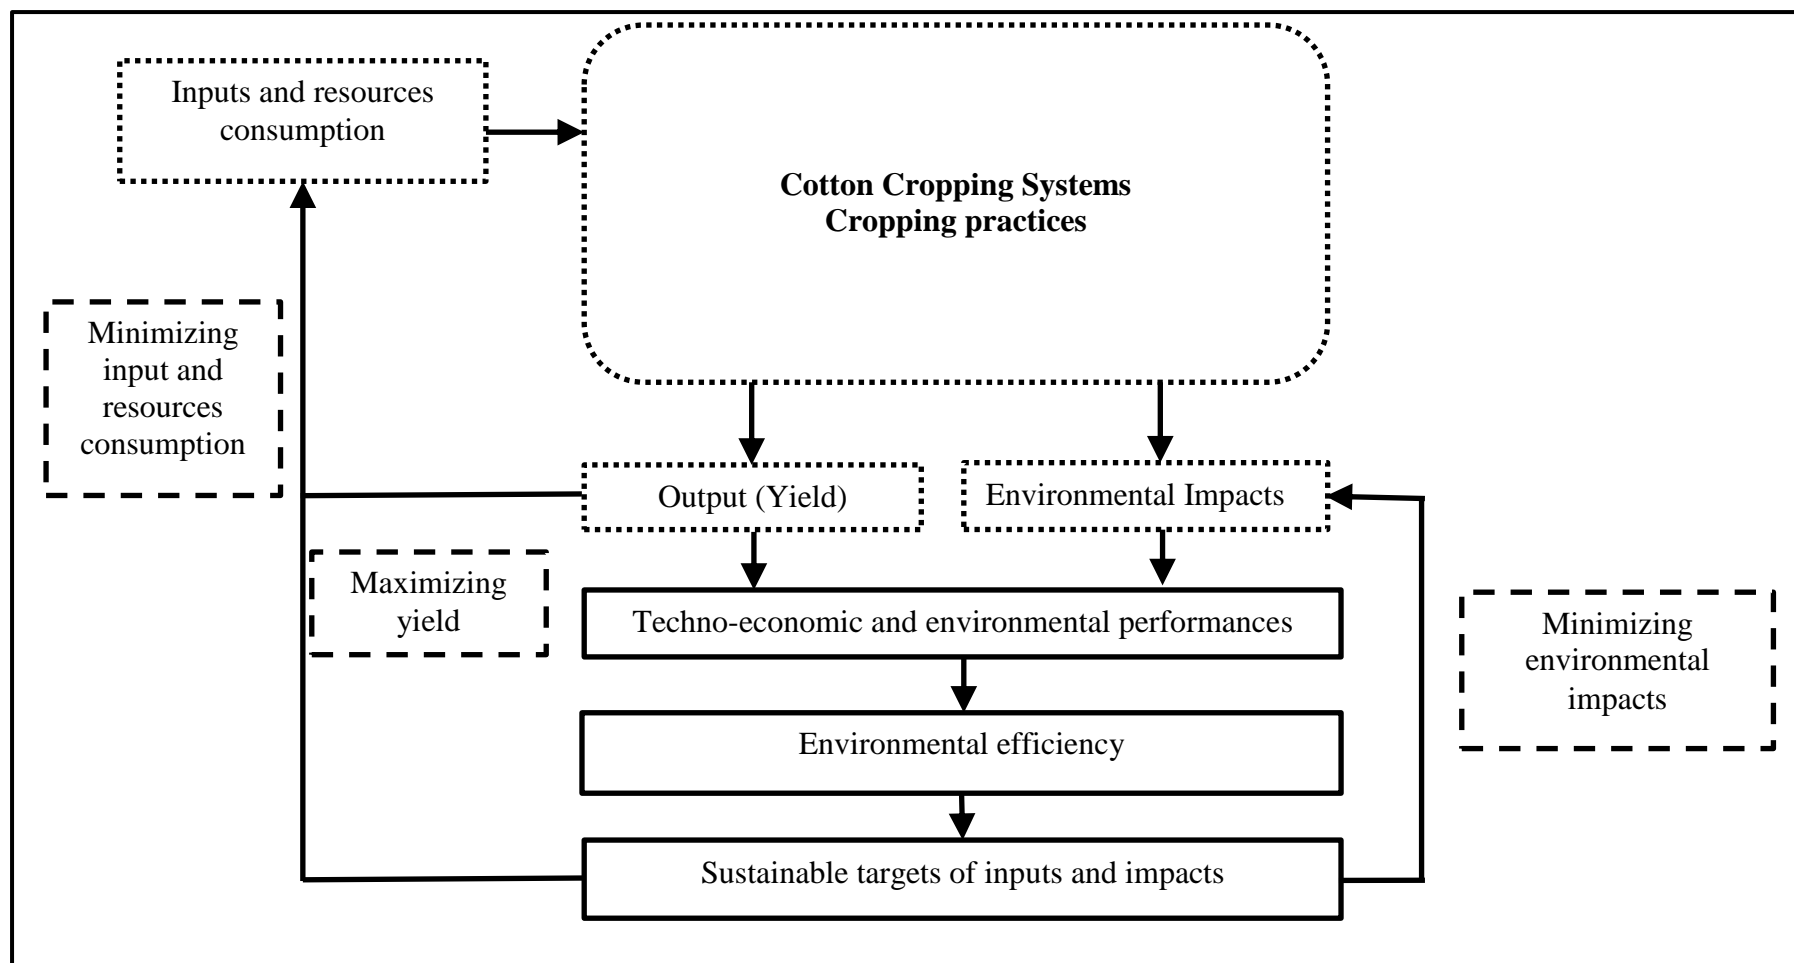 Inputs and resources
consumption
Cotton Cropping Systems
Cropping practices
Minimizing
input and
resources
consumption
Output (Yield)
Environmental Impacts
Maximizing
yield
Techno-economic and environmental performances
Minimizing
environmental
impacts
Environmental efficiency
Sustainable targets of inputs and impacts